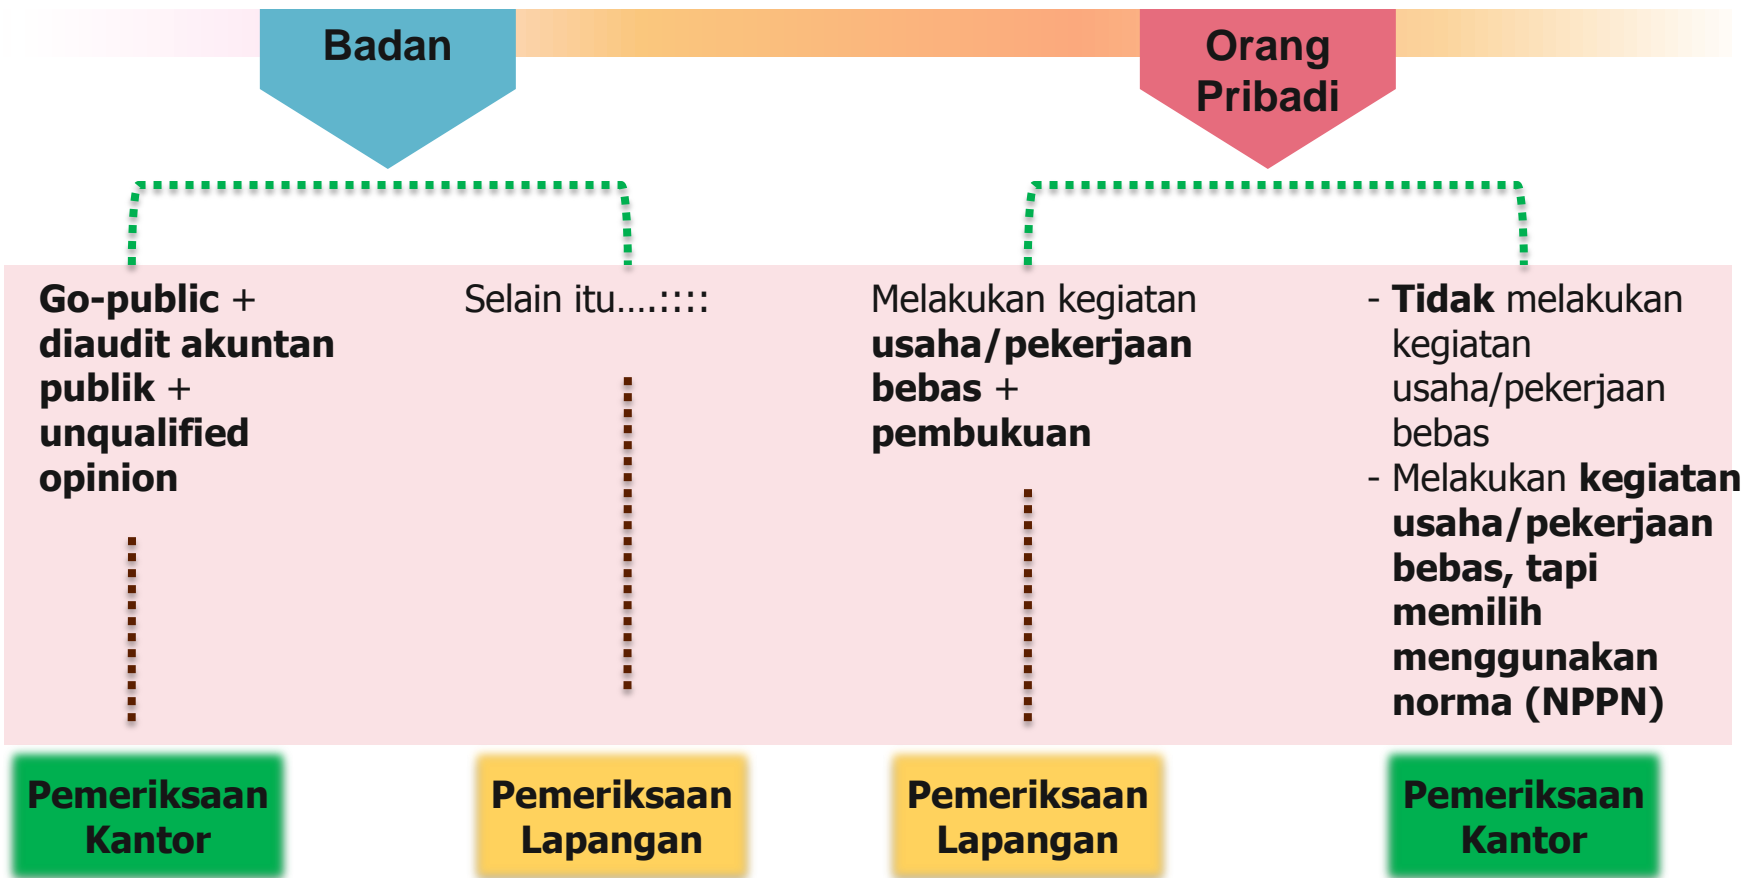 Badan
Orang
Pribadi
Go-public +
diaudit akuntan
publik +
unqualified
opinion
Selain itu....::::
Melakukan kegiatan
usaha/pekerjaan
bebas +
pembukuan
- Tidak melakukan
kegiatan
usaha/pekerjaan
bebas
- Melakukan kegiatan
usaha/pekerjaan
bebas, tapi
memilih
menggunakan
norma (NPPN)
Pemeriksaan
Kantor
Pemeriksaan
Lapangan
Pemeriksaan
Lapangan
Pemeriksaan
Kantor